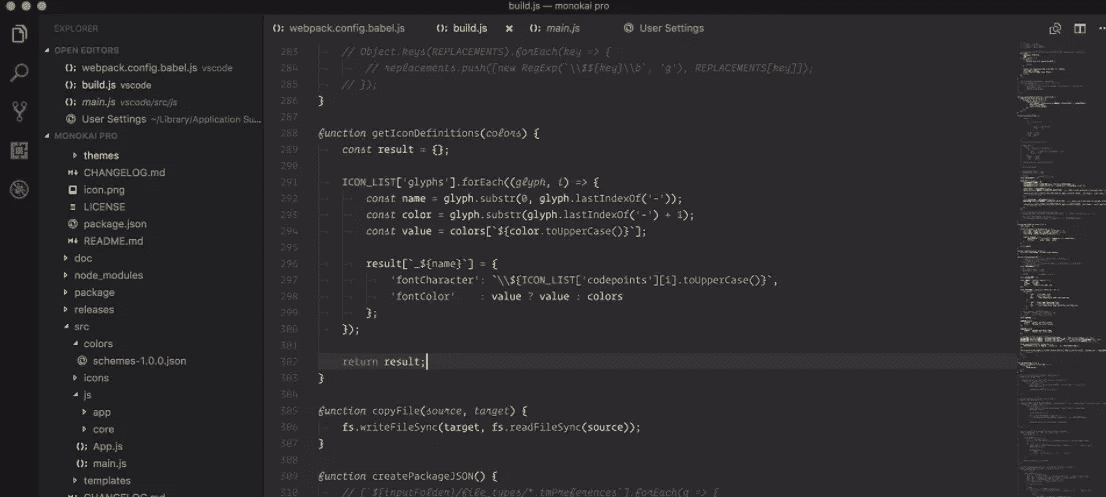 build.js — monokai pro
EXPLORER
OPEN EDITORS
(); webpack.config.babel.js vscode
(); build.js vscode
(); main.js vscode/src/js
User Settings ~/Library/Application Su...
MONOKAI PRO
themes
M↓ CHANGELOG.md
icon.png
LICENSE
package.json
M↓ README.md
doc
node_modules
package
releases
src
colors
schemes-1.0.0.json
icons
js
app
core
(); App.js
(); main.js
templates
M↓ CHANGELOG.md
(); webpack.config.babel.js
(); build.js ×
(); main.js
User Settings
283 // Object.keys(REPLACEMENTS).forEach(key => {
284 // replacements.push([new RegExp(`\\$${key}\\b`, 'g'), REPLACEMENTS[key]]);
285 // });
286 }
287
288 function getIconDefinitions(colors) {
289 const result = {};
290
291 ICON_LIST['glyphs'].forEach((glyph, i) => {
292 const name = glyph.substr(0, glyph.lastIndexOf('-'));
293 const color = glyph.substr(glyph.lastIndexOf('-') + 1);
294 const value = colors[`${color.toUpperCase()}`];
295
296 result[`_${name}`] = {
297 'fontCharacter': `\\${ICON_LIST['codepoints'][i].toUpperCase()}`,
298 'fontColor' : value ? value : colors
299 };
300 });
301
302 return result;
303 }
304
305 function copyFile(source, target) {
306 fs.writeFileSync(target, fs.readFileSync(source));
307 }
308
309 function createPackageJSON() {
310 // [`${inputFolder}/file_types/*.tmPreferences`].forEach(g => {